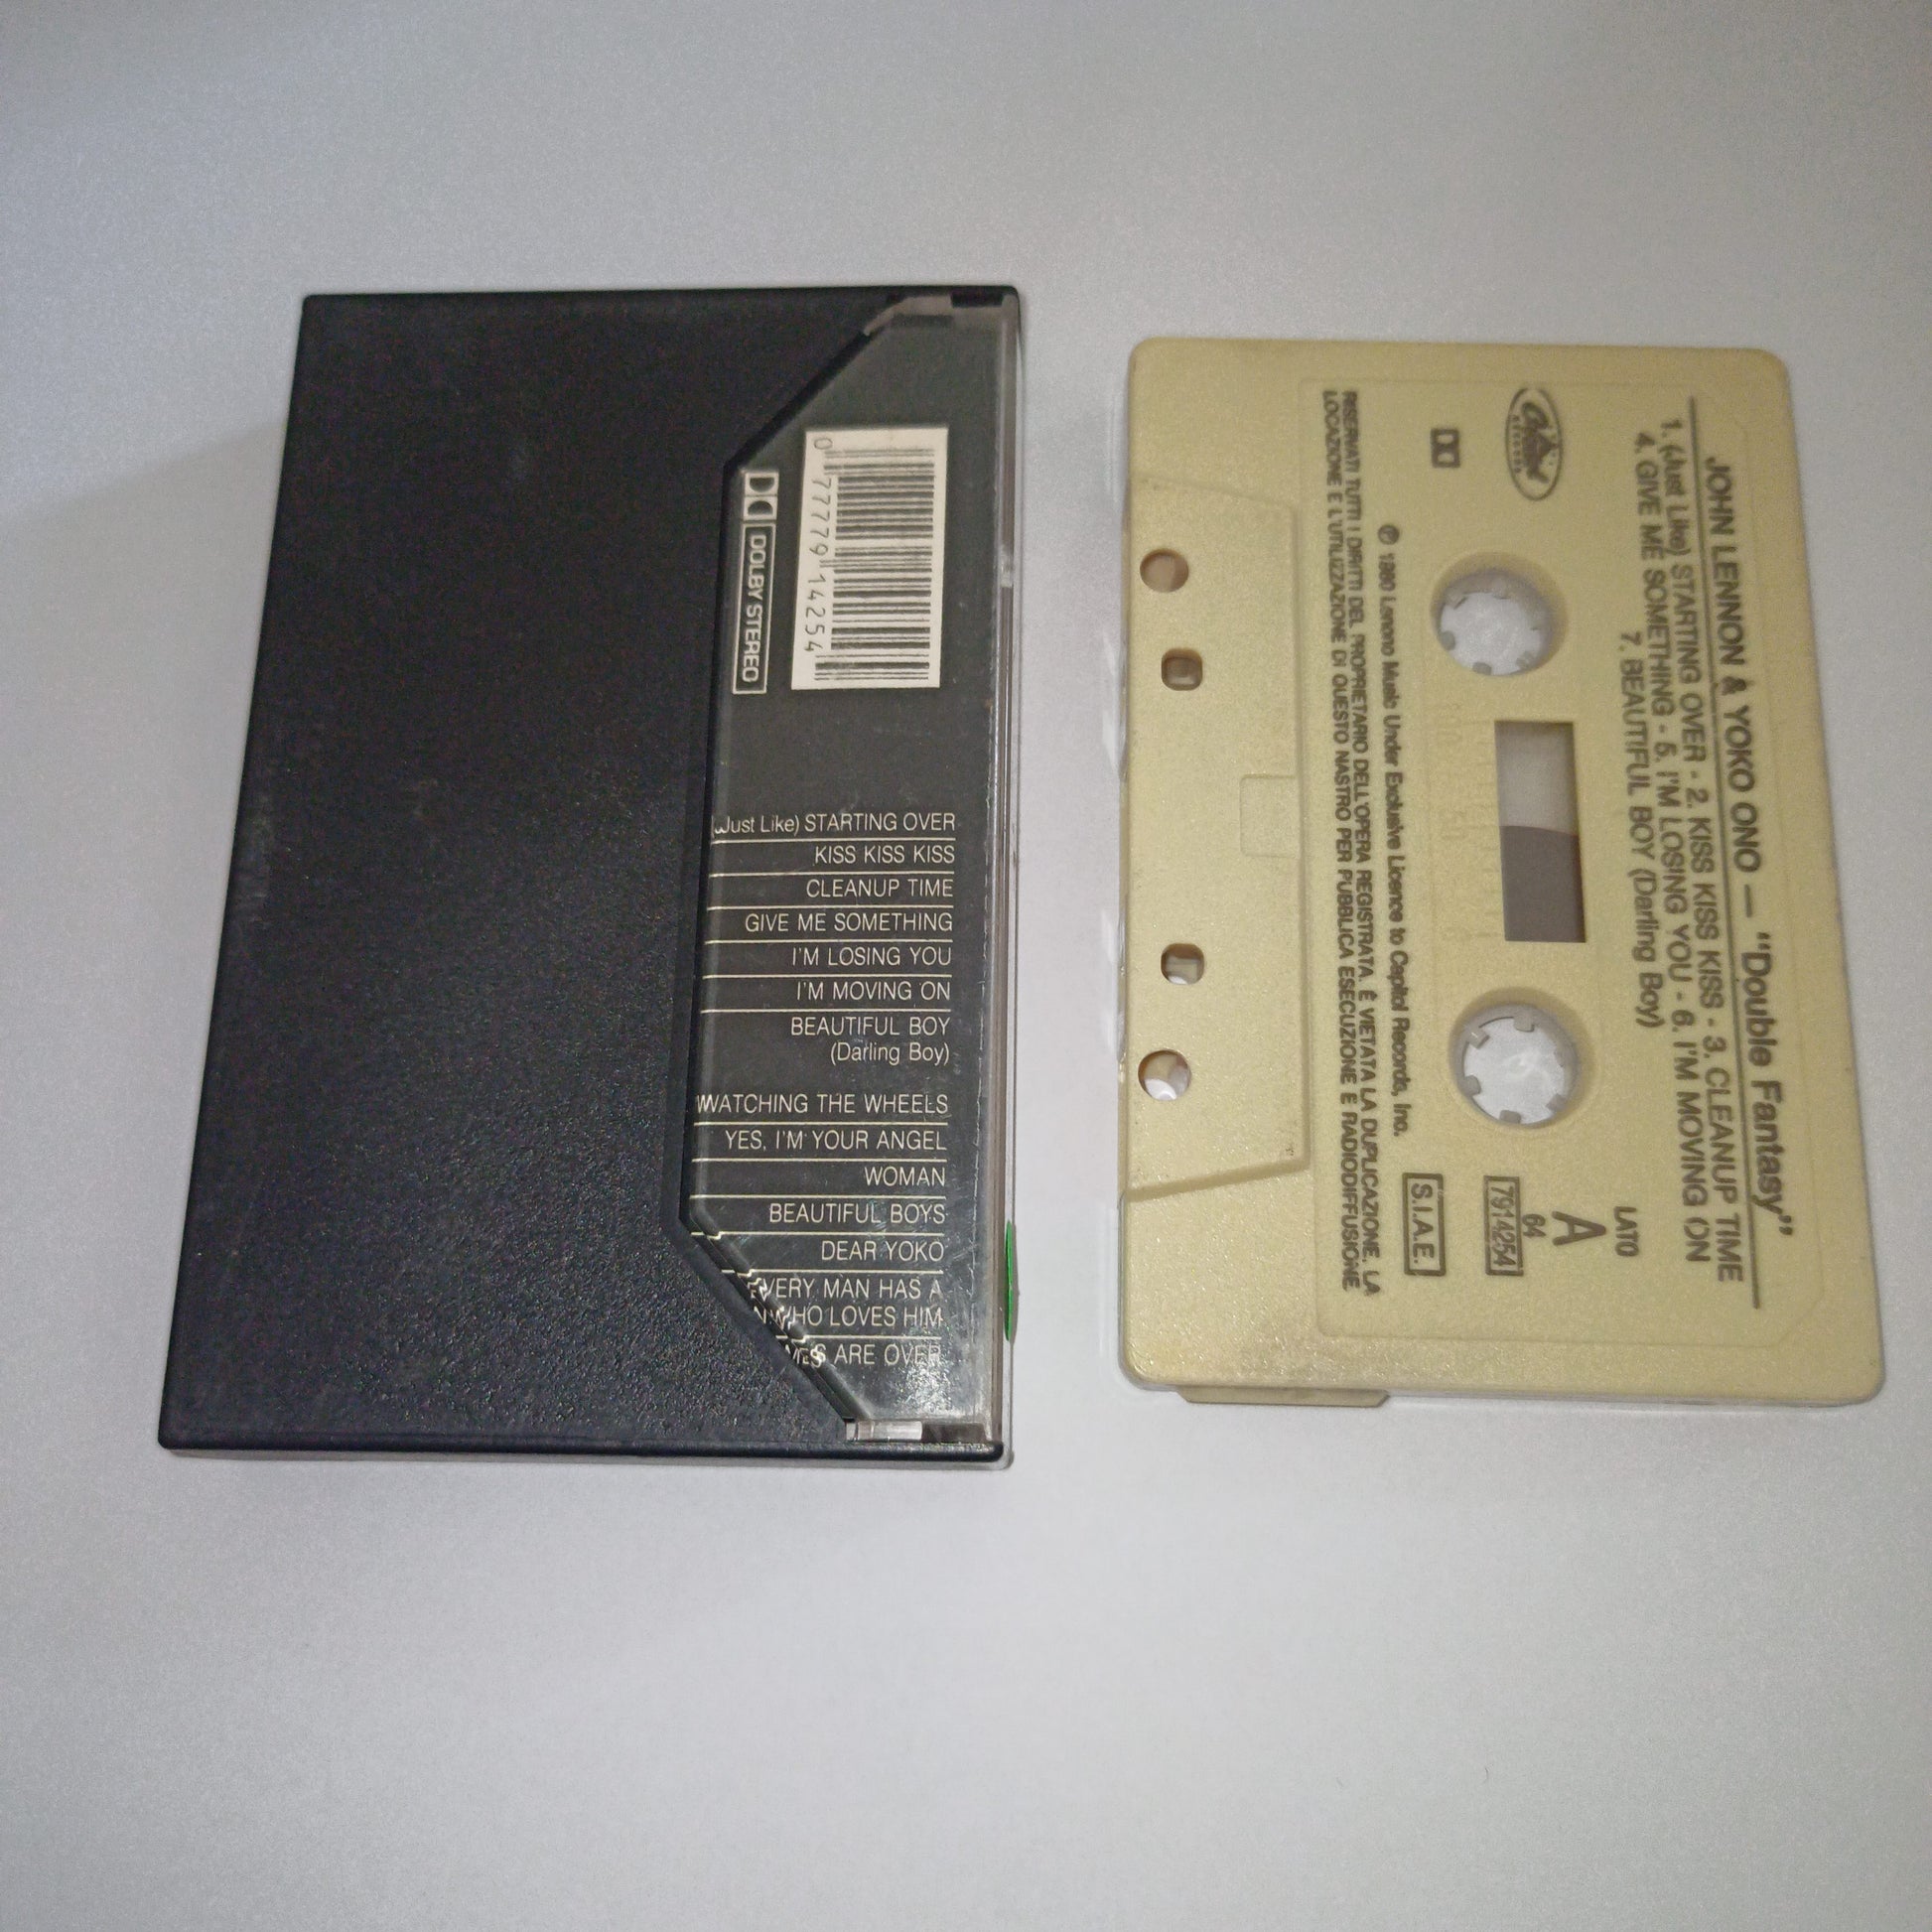 0 77779 14254
DOLBY STEREO
(Just Like) STARTING OVER
KISS KISS KISS
CLEANUP TIME
GIVE ME SOMETHING
I'M LOSING YOU
I'M MOVING ON
BEAUTIFUL BOY
(Darling Boy)
WATCHING THE WHEELS
YES, I'M YOUR ANGEL
WOMAN
BEAUTIFUL BOYS
DEAR YOKO
EVERY MAN HAS A
WHO LOVES HIM
ARE OVER
JOHN LENNON & YOKO ONO — "Double Fantasy"
1. (Just Like) STARTING OVER - 2. KISS KISS KISS - 3. CLEANUP TIME
4. GIVE ME SOMETHING - 5. I'M LOSING YOU - 6. I'M MOVING ON
7. BEAUTIFUL BOY (Darling Boy)
Capitol
RECORDS
LATO
A
64
7914254
S.I.A.E.
℗ 1980 Lenono Music Under Exclusive Licence to Capitol Records, Inc.
RISERVATI TUTTI I DIRITTI DEL PROPRIETARIO DELL'OPERA REGISTRATA. È VIETATA LA DUPLICAZIONE, LA
LOCAZIONE E L'UTILIZZAZIONE DI QUESTO NASTRO PER PUBBLICA ESECUZIONE E RADIODIFFUSIONE